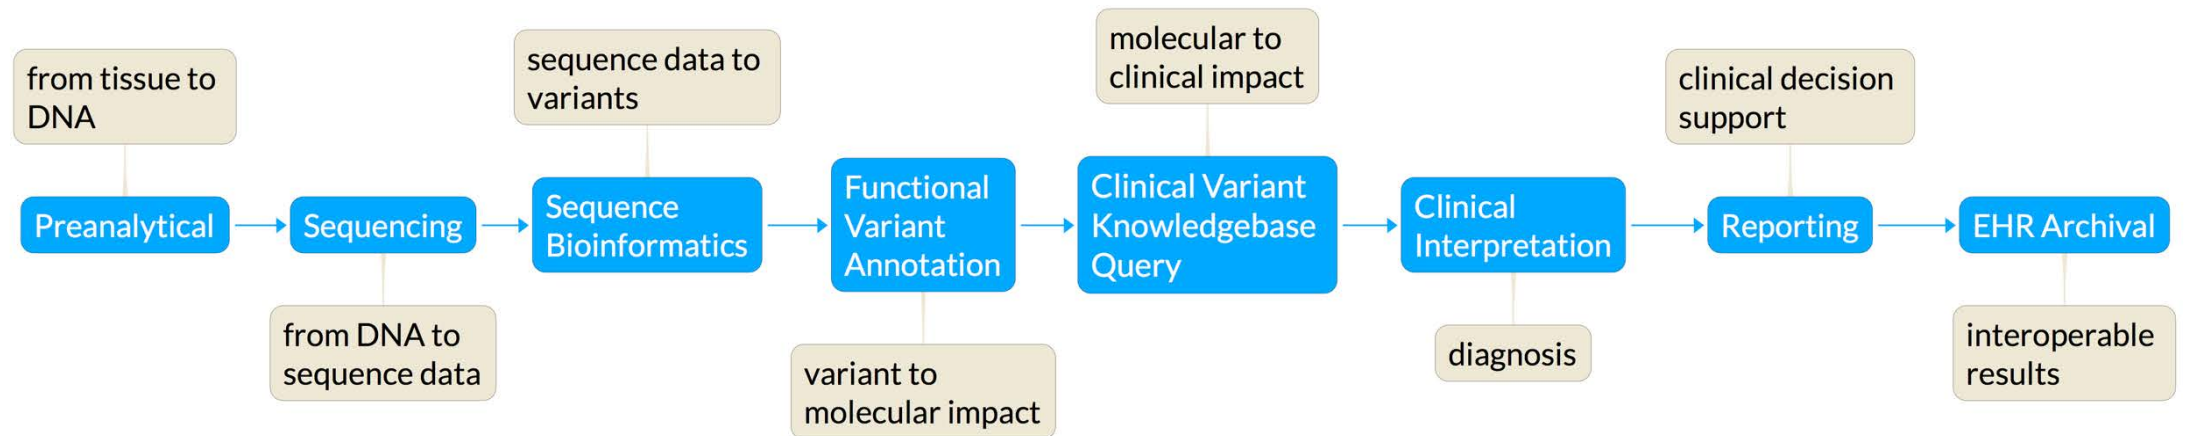 from tissue to
DNA
sequence data to
variants
molecular to
clinical impact
clinical decision
support
Preanalytical
Sequencing
Sequence
Bioinformatics
Functional
Variant
Annotation
Clinical Variant
Knowledgebase
Query
Clinical
Interpretation
Reporting
EHR Archival
from DNA to
sequence data
variant to
molecular impact
diagnosis
interoperable
results